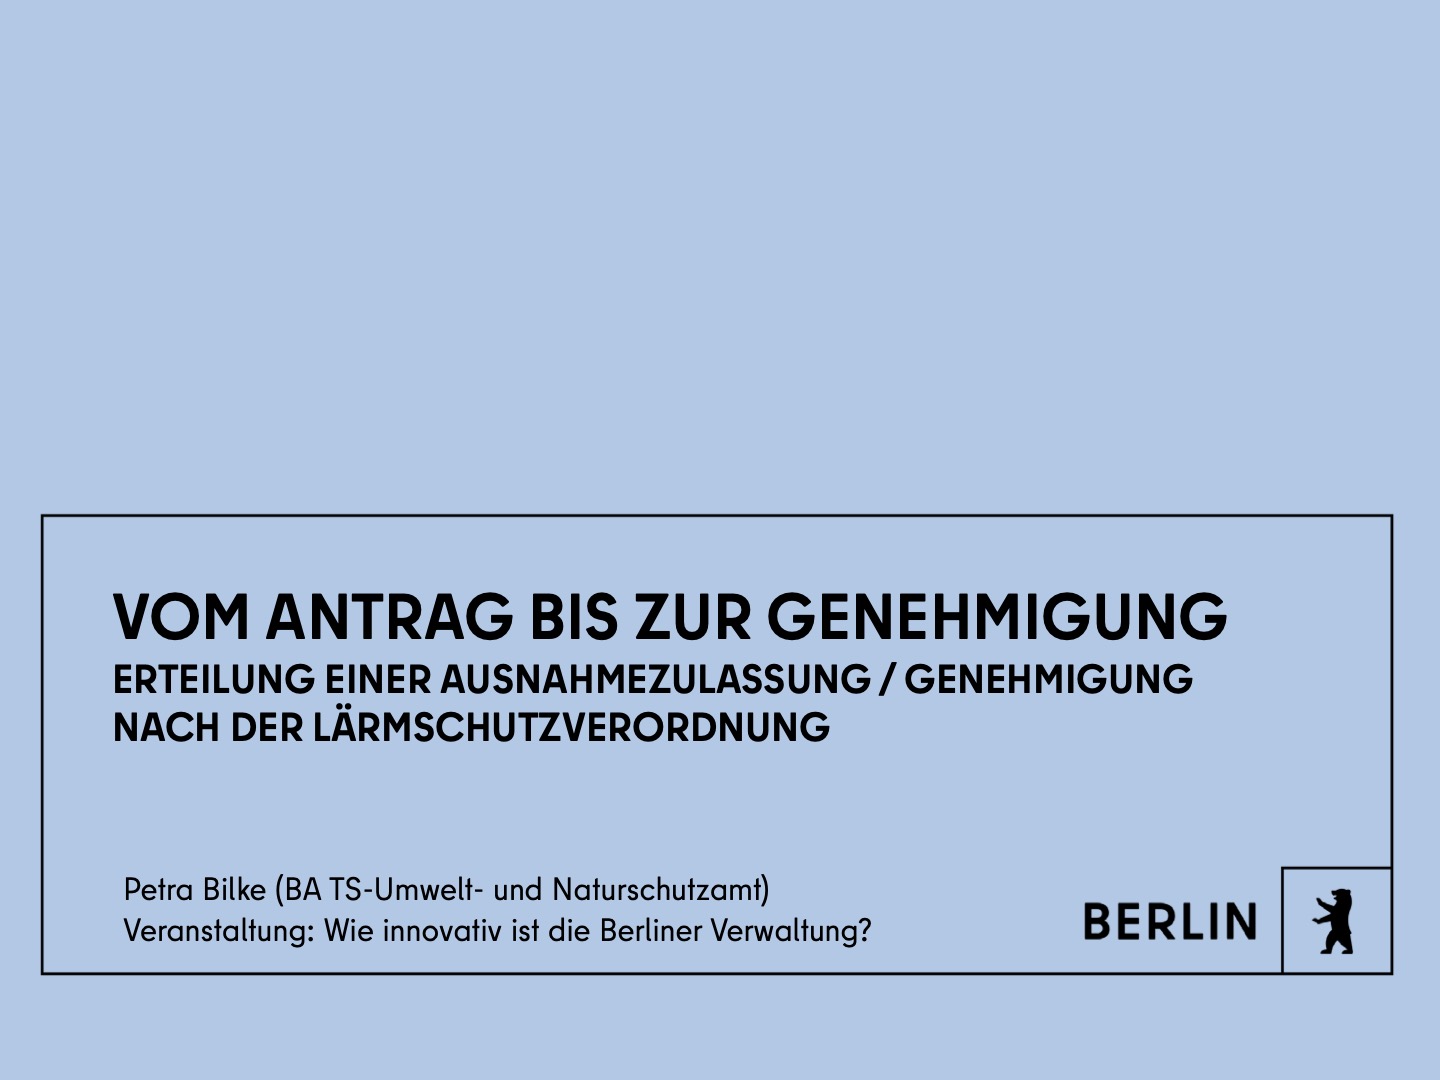 VOM ANTRAG BIS ZUR GENEHMIGUNG
ERTEILUNG EINER AUSNAHMEZULASSUNG / GENEHMIGUNG
NACH DER LÄRMSCHUTZVERORDNUNG
Petra Bilke (BA TS-Umwelt- und Naturschutzamt)
Veranstaltung: Wie innovativ ist die Berliner Verwaltung?
BERLIN